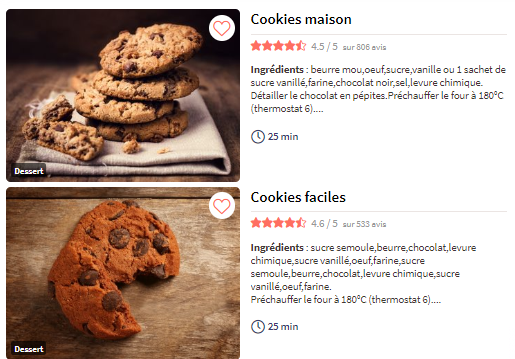 Cookies maison
4.5 / 5 sur 806 avis
Ingrédients : beurre mou,oeuf,sucre,vanille ou 1 sachet de
sucre vanillé,farine,chocolat noir,sel,levure chimique.
Détailler le chocolat en pépites.Préchauffer le four à 180°C
(thermostat 6)....
25 min
Dessert
Cookies faciles
4.6 / 5 sur 533 avis
Ingrédients : sucre semoule,beurre,chocolat,levure
chimique,sucre vanillé,oeuf,farine,sucre
semoule,beurre,chocolat,levure chimique,sucre
vanillé,oeuf,farine.
Préchauffer le four à 180°C (thermostat 6)....
25 min
Dessert